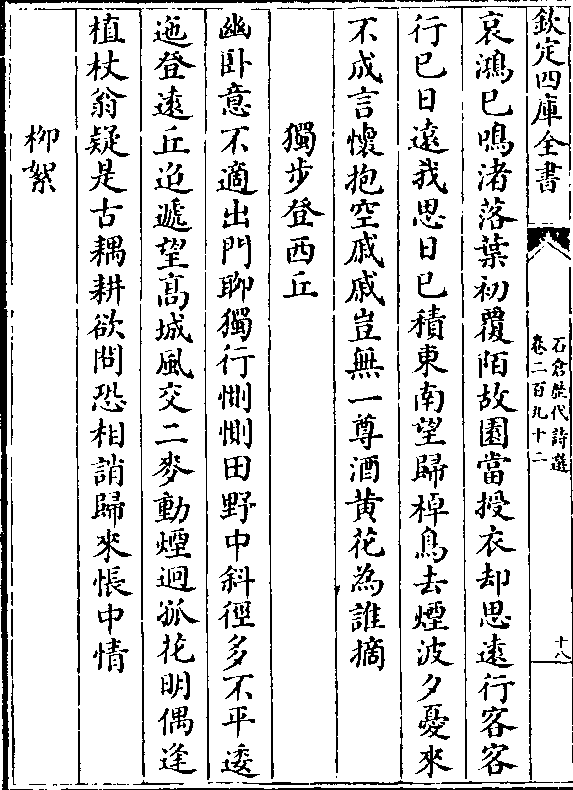 欽定四庫全書
石倉歴代詩選
卷二百九十二
十八
哀鴻已鳴渚落葉初覆陌故園當授衣却思遠行客客
行已日遠我思日已積東南望歸棹鳥去煙波夕憂來
不成言懷抱空戚戚豈無一尊酒黄花為誰摘
獨步登西丘
幽卧意不適出門聊獨行惻惻田野中斜徑多不平逶
迤登遠丘迢遞望高城風交二麥動煙迥孤花明偶逢
植杖翁疑是古耦耕欲問恐相誚歸來悵中情
柳絮